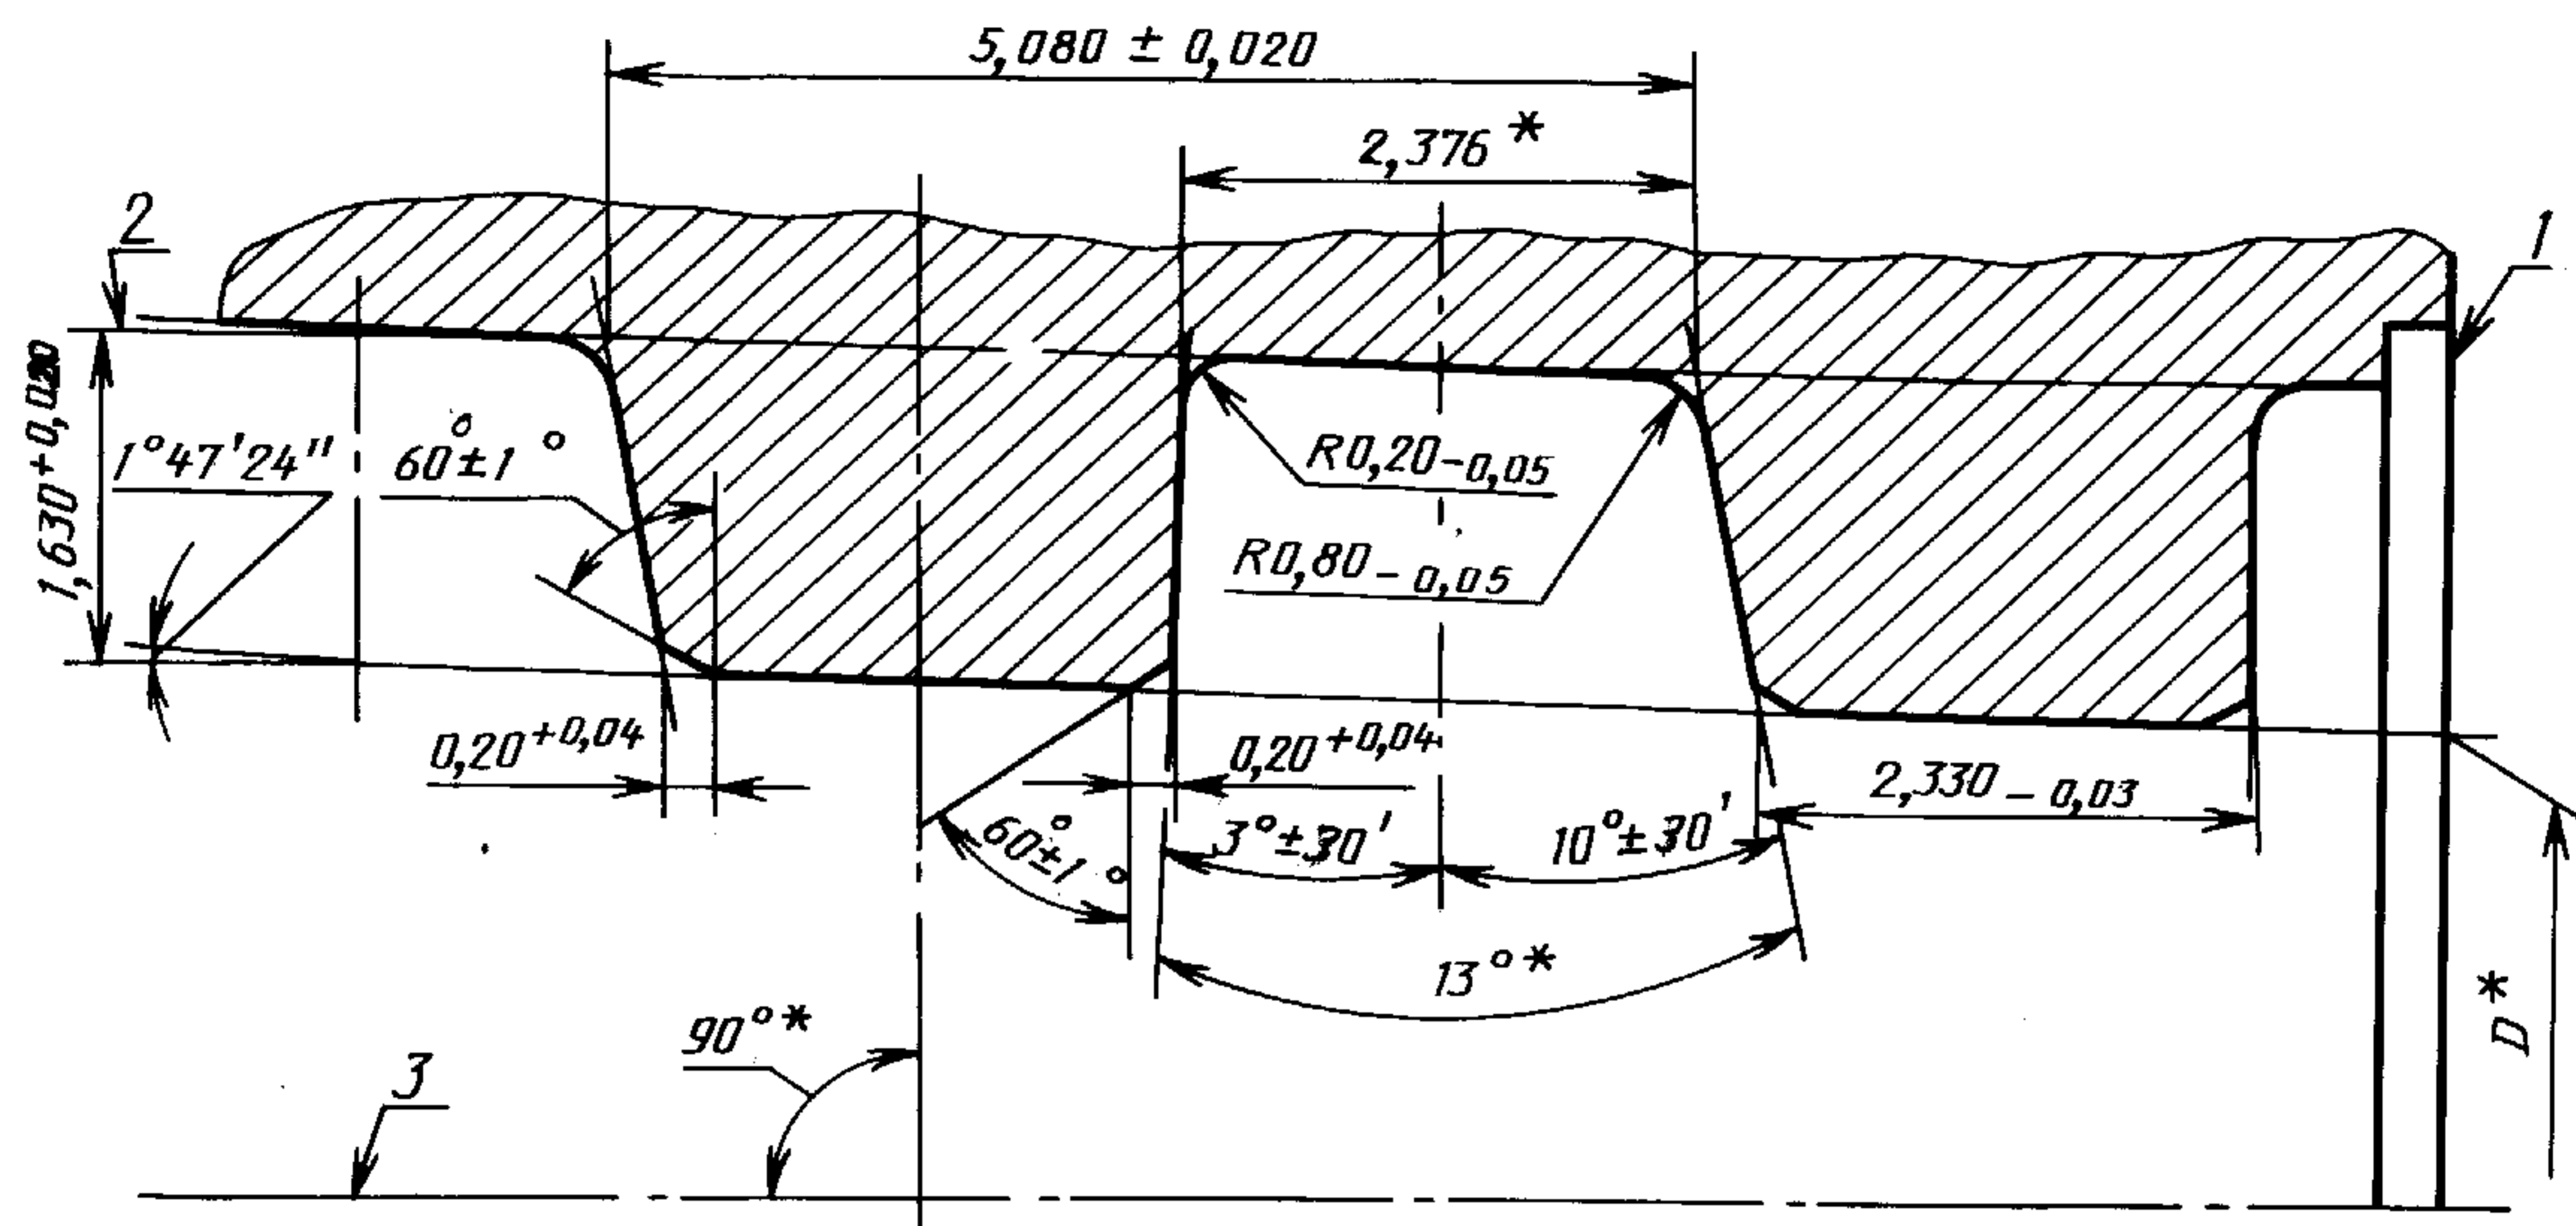 5,080 ± 0,020
2,376 *
2
1
1,630
1°47'24"
60° ± 1°
R0,20-0,05
R0,80-0,05
0,20+0,04
0,20+0,04
2,330-0,03
60° ± 1°
3° ± 30'
10° ± 30'
13° *
90° *
D *
3